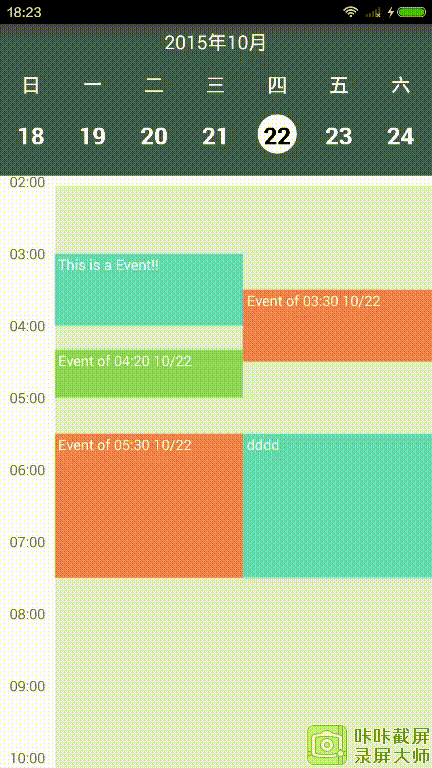 18:23
2015年10月
日 一 二 三 四 五 六
18 19 20 21 22 23 24
02:00
03:00
This is a Event!!
Event of 03:30 10/22
04:00
Event of 04:20 10/22
05:00
Event of 05:30 10/22
dddd
06:00
07:00
08:00
09:00
10:00
咔咔截屏
录屏大师